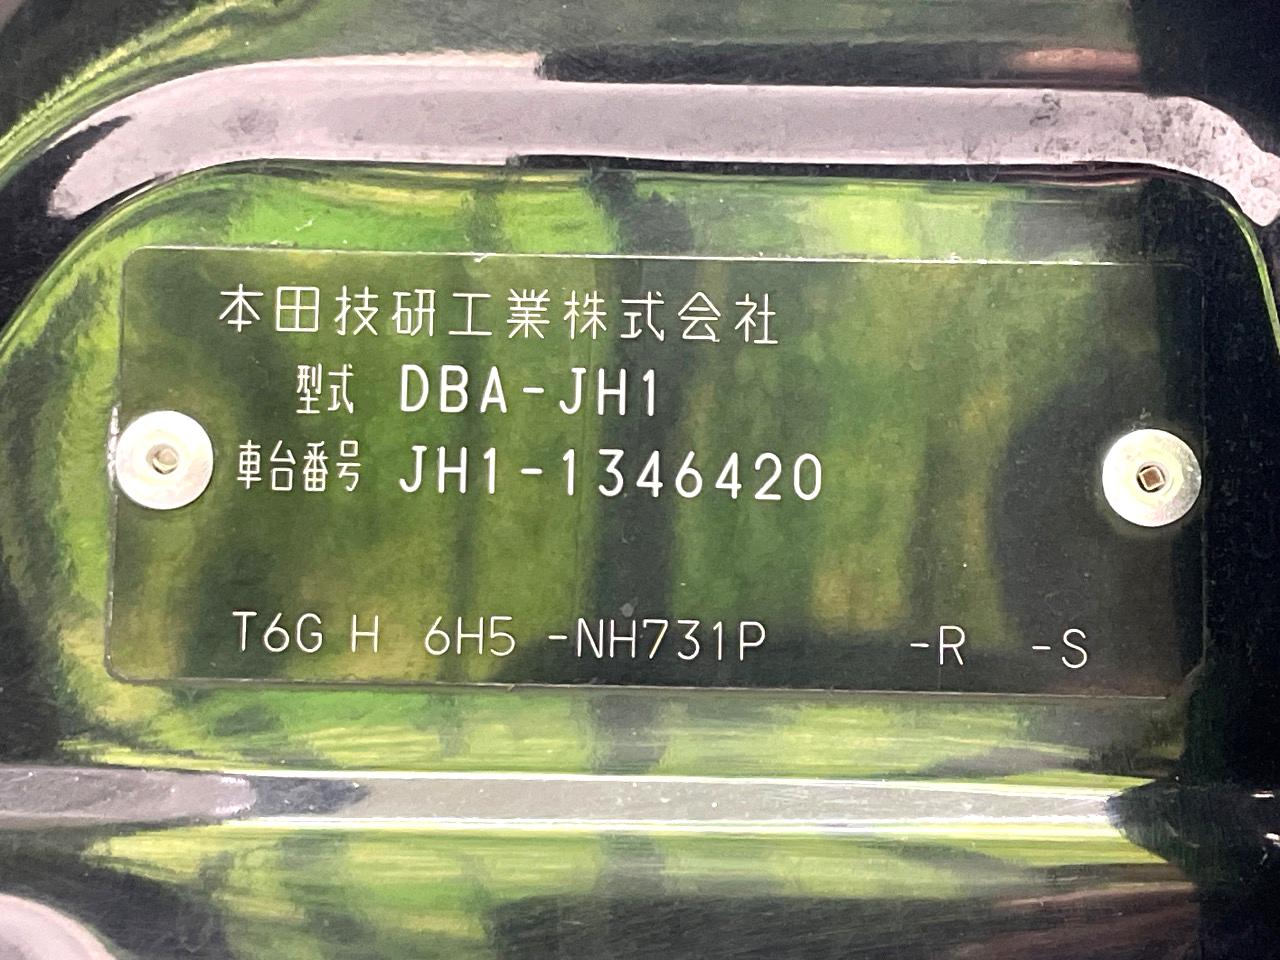 本田技研工業株式会社
型式 DBA-JH1
車台番号 JH1-1346420
T6G H 6H5 -NH731P -R -S